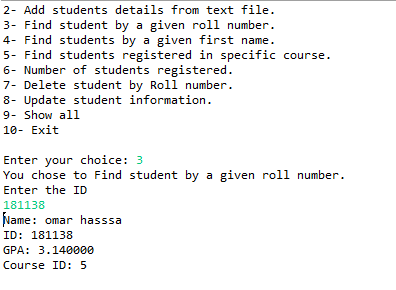 2- Add students details from text file.
3- Find student by a given roll number.
4- Find students by a given first name.
5- Find students registered in specific course.
6- Number of students registered.
7- Delete student by Roll number.
8- Update student information.
9- Show all
10- Exit
Enter your choice: 3
You chose to Find student by a given roll number.
Enter the ID
181138
Name: omar hasssa
ID: 181138
GPA: 3.140000
Course ID: 5